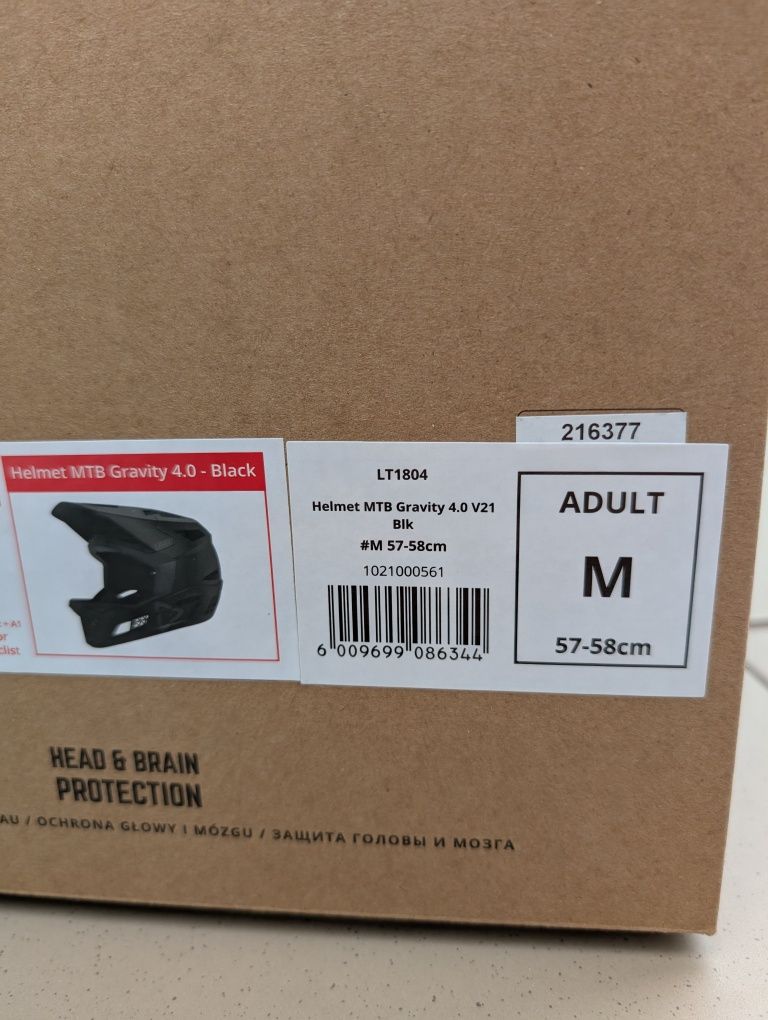 216377
Helmet MTB Gravity 4.0 - Black
LT1804
Helmet MTB Gravity 4.0 V21
Blk
#M 57-58cm
1021000561
6 009699 086344
ADULT
M
57-58cm
HEAD & BRAIN
PROTECTION
/ OCHRONA GŁOWY I MÓZGU / ЗАЩИТА ГОЛОВЫ И МОЗГА